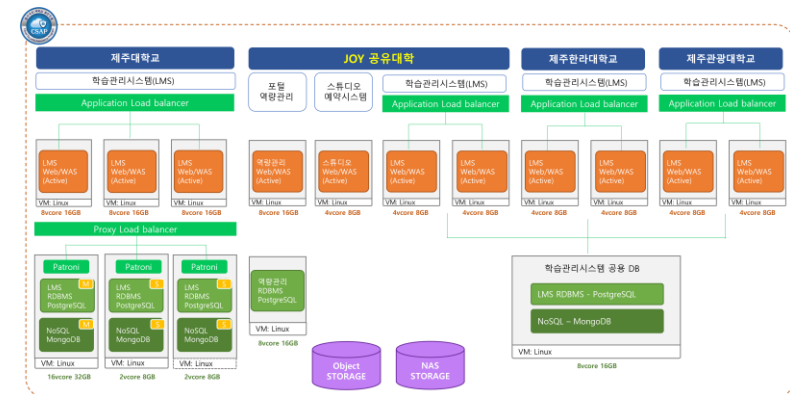 CSAP
제주대학교
학습관리시스템(LMS)
Application Load balancer
LMS
Web/WAS
(Active)
LMS
Web/WAS
(Active)
LMS
Web/WAS
(Active)
VM: Linux
8vcore 16GB
8vcore 16GB
8vcore 16GB
Proxy Load balancer
Patroni
Patroni
Patroni
LMS
RDBMS
PostgreSQL
M
NoSQL
MongoDB
M
LMS
RDBMS
PostgreSQL
S
NoSQL
MongoDB
S
LMS
RDBMS
PostgreSQL
S
NoSQL
MongoDB
S
VM: Linux
VM: Linux
VM: Linux
16vcore 32GB
2vcore 8GB
2vcore 8GB
JOY 공유대학
포털
역량관리
스튜디오
예약시스템
학습관리시스템(LMS)
Application Load balancer
역량관리
Web/WAS
(Active)
스튜디오
Web/WAS
(Active)
LMS
Web/WAS
(Active)
LMS
Web/WAS
(Active)
VM: Linux
VM: Linux
VM: Linux
VM: Linux
8vcore 16GB
4vcore 8GB
4vcore 8GB
4vcore 8GB
역량관리
RDBMS
PostgreSQL
VM: Linux
8vcore 16GB
Object
STORAGE
NAS
STORAGE
제주한라대학교
학습관리시스템(LMS)
Application Load balancer
LMS
Web/WAS
(Active)
LMS
Web/WAS
(Active)
VM: Linux
VM: Linux
4vcore 8GB
4vcore 8GB
제주관광대학교
학습관리시스템(LMS)
Application Load balancer
LMS
Web/WAS
(Active)
LMS
Web/WAS
(Active)
VM: Linux
VM: Linux
4vcore 8GB
4vcore 8GB
학습관리시스템 공용 DB
LMS RDBMS - PostgreSQL
NoSQL – MongoDB
VM: Linux
8vcore 16GB